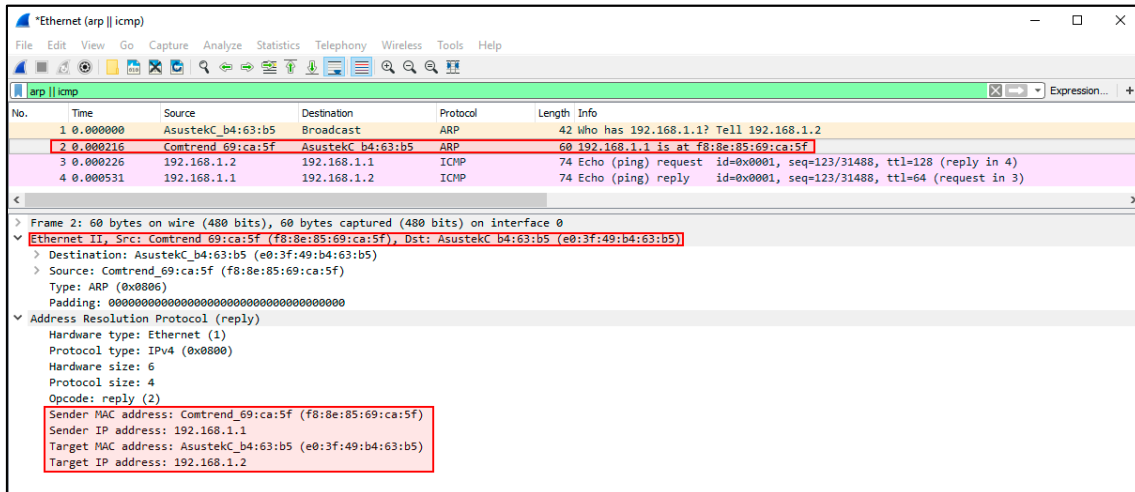 *Ethernet (arp || icmp)
File Edit View Go Capture Analyze Statistics Telephony Wireless Tools Help
arp || icmp Expression... +
No. Time Source Destination Protocol Length Info
1 0.000000 AsustekC_b4:63:b5 Broadcast ARP 42 Who has 192.168.1.1? Tell 192.168.1.2
2 0.000216 Comtrend_69:ca:5f AsustekC_b4:63:b5 ARP 60 192.168.1.1 is at f8:8e:85:69:ca:5f
3 0.000226 192.168.1.2 192.168.1.1 ICMP 74 Echo (ping) request id=0x0001, seq=123/31488, ttl=128 (reply in 4)
4 0.000531 192.168.1.1 192.168.1.2 ICMP 74 Echo (ping) reply id=0x0001, seq=123/31488, ttl=64 (request in 3)
> Frame 2: 60 bytes on wire (480 bits), 60 bytes captured (480 bits) on interface 0
Ethernet II, Src: Comtrend_69:ca:5f (f8:8e:85:69:ca:5f), Dst: AsustekC_b4:63:b5 (e0:3f:49:b4:63:b5)
> Destination: AsustekC_b4:63:b5 (e0:3f:49:b4:63:b5)
> Source: Comtrend_69:ca:5f (f8:8e:85:69:ca:5f)
Type: ARP (0x0806)
Padding: 000000000000000000000000000000000000
Address Resolution Protocol (reply)
Hardware type: Ethernet (1)
Protocol type: IPv4 (0x0800)
Hardware size: 6
Protocol size: 4
Opcode: reply (2)
Sender MAC address: Comtrend_69:ca:5f (f8:8e:85:69:ca:5f)
Sender IP address: 192.168.1.1
Target MAC address: AsustekC_b4:63:b5 (e0:3f:49:b4:63:b5)
Target IP address: 192.168.1.2